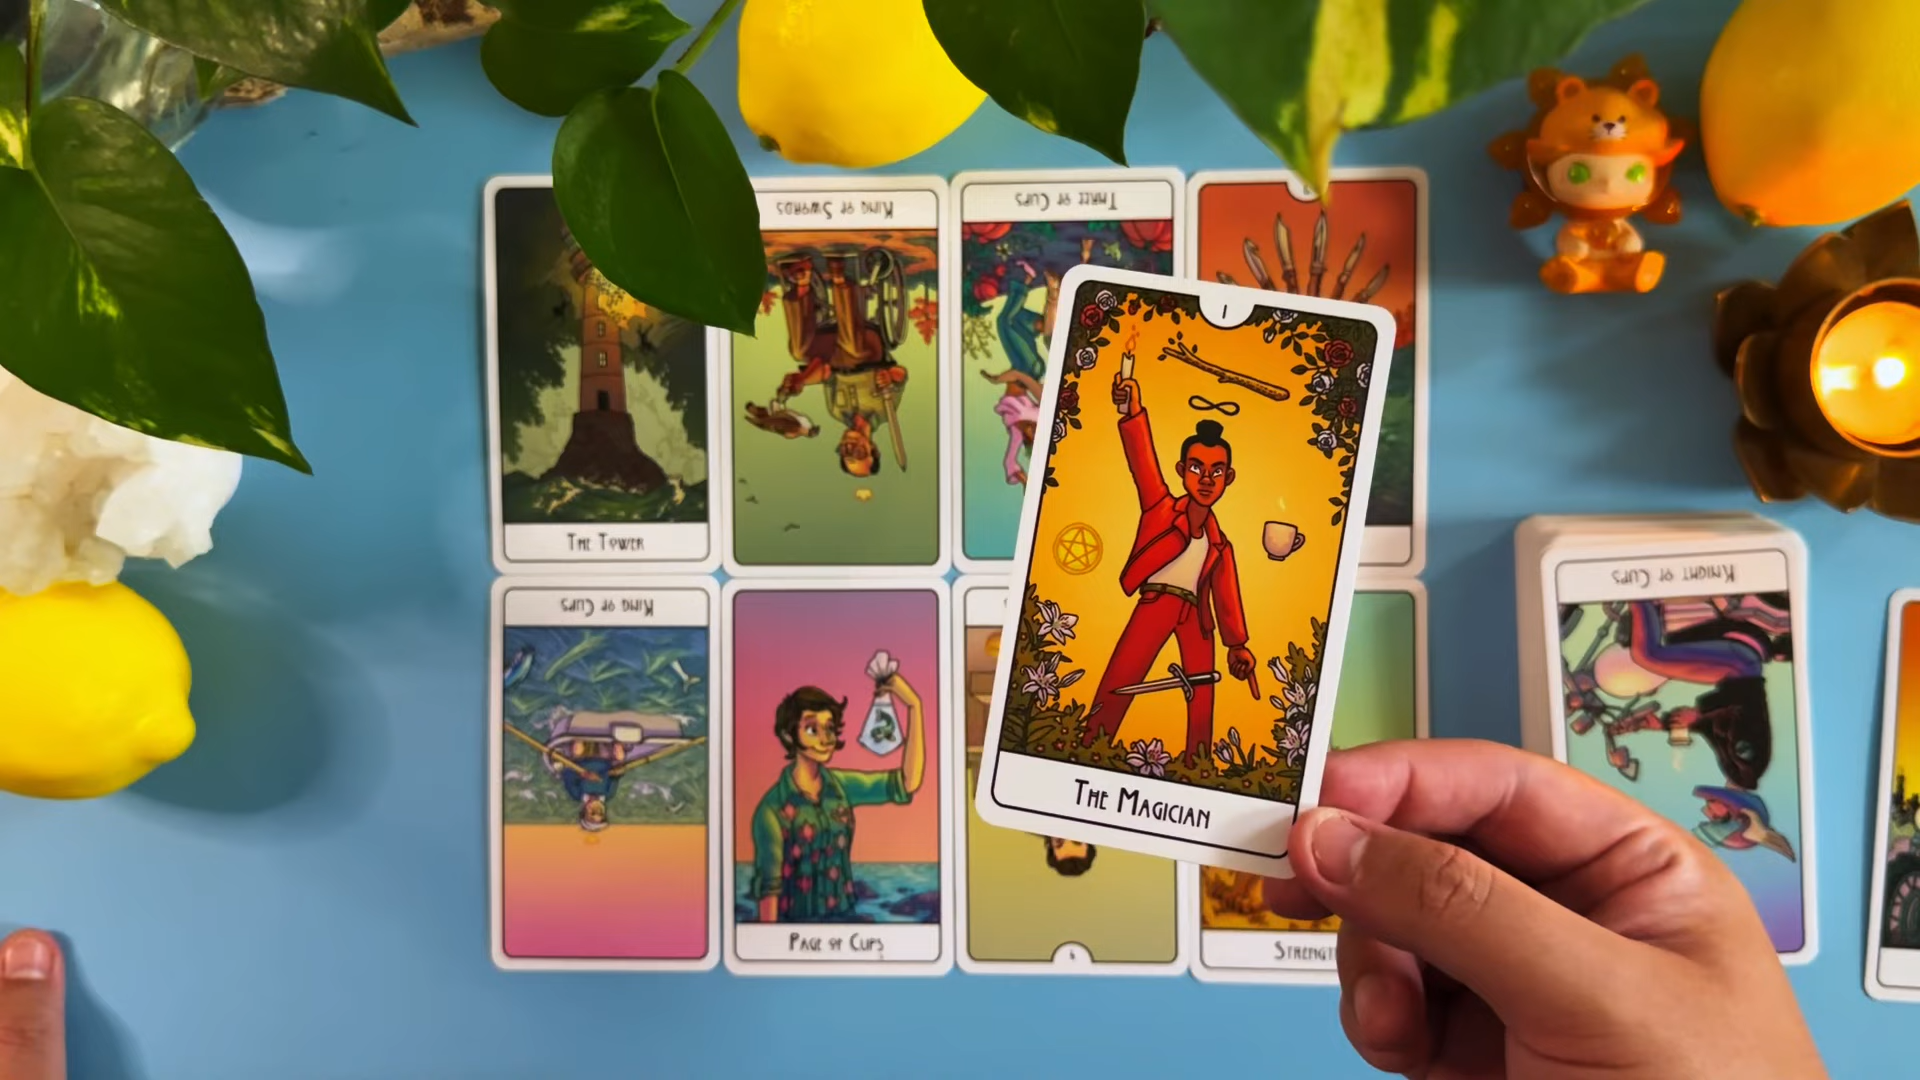 King of Swords
Three of Cups
I
The Tower
King of Cups
Knight of Cups
The Magician
Page of Cups
Strengt